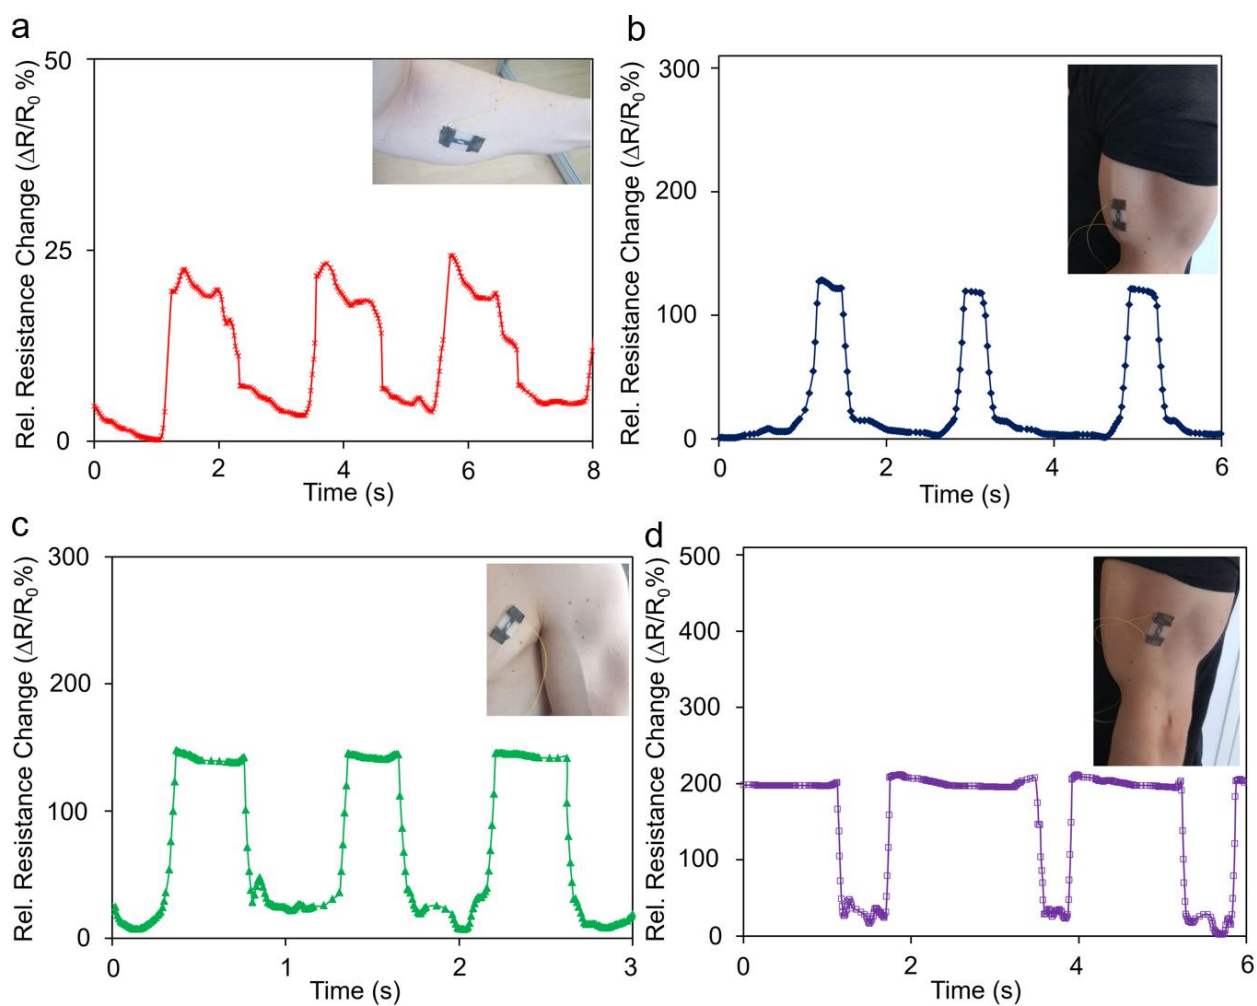 a
Rel. Resistance Change (ΔR/R₀ %)
50
25
0
0 2 4 6 8
Time (s)
b
Rel. Resistance Change (ΔR/R₀%)
300
200
100
0
0 2 4 6
Time (s)
c
Rel. Resistance Change (ΔR/R₀%)
300
200
100
0
0 1 2 3
Time (s)
d
Rel. Resistance Change (ΔR/R₀%)
500
400
300
200
100
0
0 2 4 6
Time (s)